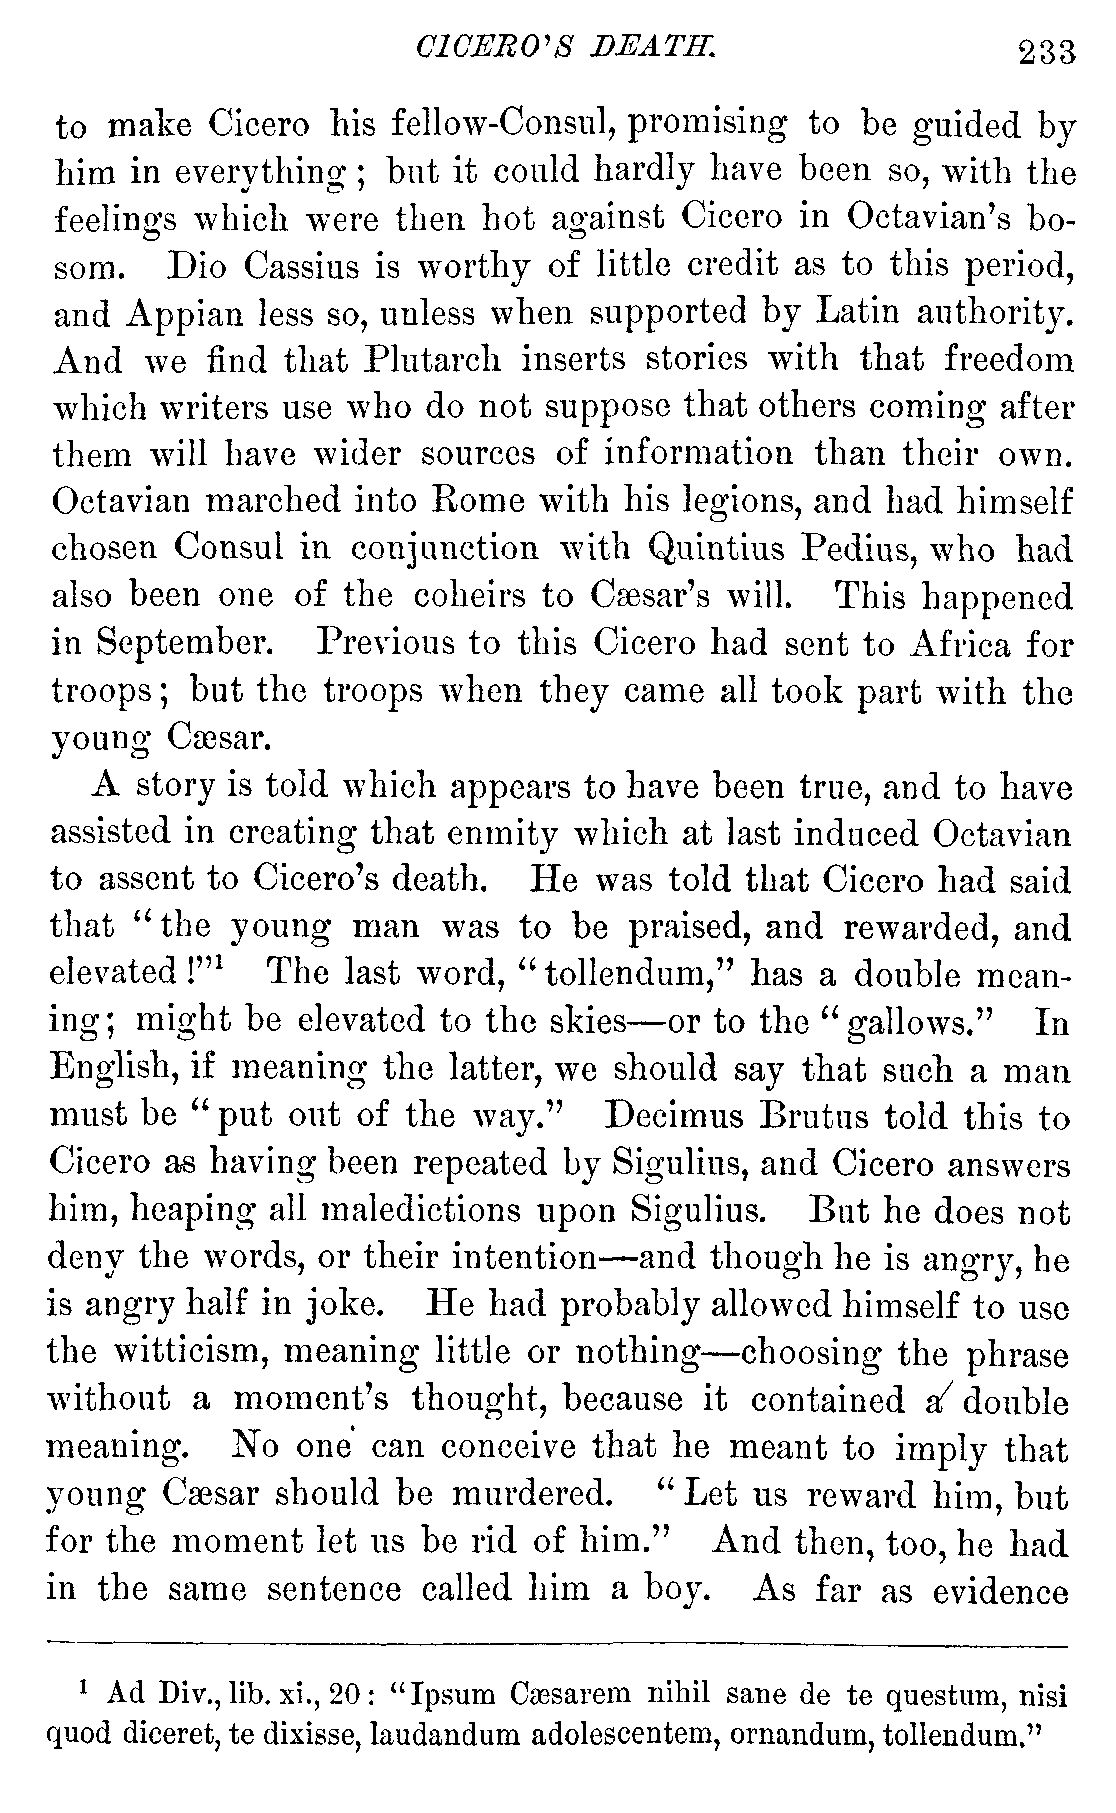 CICERO'S DEATH. 233
to make Cicero his fellow-Consul, promising to be guided by
him in everything; but it could hardly have been so, with the
feelings which were then hot against Cicero in Octavian's bo-
som. Dio Cassius is worthy of little credit as to this period,
and Appian less so, unless when supported by Latin authority.
And we find that Plutarch inserts stories with that freedom
which writers use who do not suppose that others coming after
them will have wider sources of information than their own.
Octavian marched into Rome with his legions, and had himself
chosen Consul in conjunction with Quintius Pedius, who had
also been one of the coheirs to Cæsar's will. This happened
in September. Previous to this Cicero had sent to Africa for
troops; but the troops when they came all took part with the
young Cæsar.
A story is told which appears to have been true, and to have
assisted in creating that enmity which at last induced Octavian
to assent to Cicero's death. He was told that Cicero had said
that "the young man was to be praised, and rewarded, and
elevated!"¹ The last word, "tollendum," has a double mean-
ing; might be elevated to the skies—or to the "gallows." In
English, if meaning the latter, we should say that such a man
must be "put out of the way." Decimus Brutus told this to
Cicero as having been repeated by Sigulius, and Cicero answers
him, heaping all maledictions upon Sigulius. But he does not
deny the words, or their intention—and though he is angry, he
is angry half in joke. He had probably allowed himself to use
the witticism, meaning little or nothing—choosing the phrase
without a moment's thought, because it contained a double
meaning. No one can conceive that he meant to imply that
young Cæsar should be murdered. "Let us reward him, but
for the moment let us be rid of him." And then, too, he had
in the same sentence called him a boy. As far as evidence
¹ Ad Div., lib. xi., 20: "Ipsum Cæsarem nihil sane de te questum, nisi
quod diceret, te dixisse, laudandum adolescentem, ornandum, tollendum."